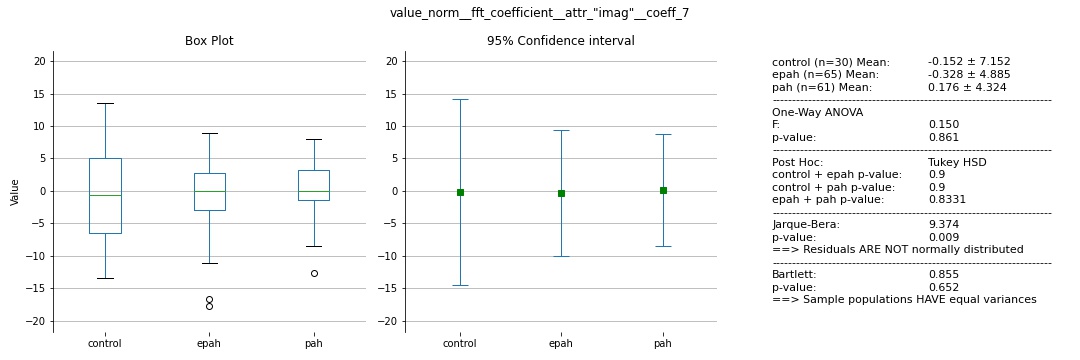 value_norm__fft_coefficient__attr_"imag"__coeff_7
Box Plot
20
15
10
5
0
−5
−10
−15
−20
Value
control epah pah
95% Confidence interval
20
15
10
5
0
−5
−10
−15
−20
control epah pah
control (n=30) Mean: -0.152 ± 7.152
epah (n=65) Mean: -0.328 ± 4.885
pah (n=61) Mean: 0.176 ± 4.324
One-Way ANOVA
F: 0.150
p-value: 0.861
Post Hoc: Tukey HSD
control + epah p-value: 0.9
control + pah p-value: 0.9
epah + pah p-value: 0.8331
Jarque-Bera: 9.374
p-value: 0.009
==> Residuals ARE NOT normally distributed
Bartlett: 0.855
p-value: 0.652
==> Sample populations HAVE equal variances